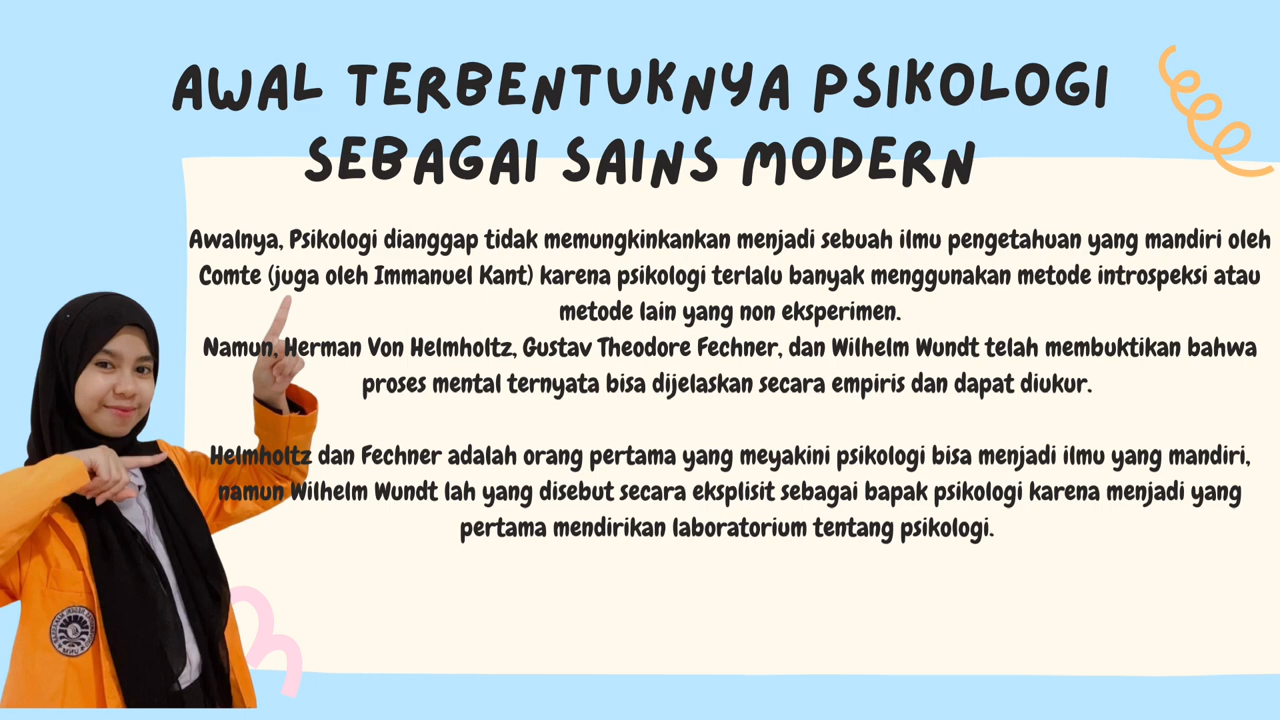 AWAL TERBENTUKNYA PSIKOLOGI
SEBAGAI SAINS MODERN
Awalnya, Psikologi dianggap tidak memungkinkankan menjadi sebuah ilmu pengetahuan yang mandiri oleh
Comte (juga oleh Immanuel Kant) karena psikologi terlalu banyak menggunakan metode introspeksi atau
metode lain yang non eksperimen.
Namun, Herman Von Helmholtz, Gustav Theodore Fechner, dan Wilhelm Wundt telah membuktikan bahwa
proses mental ternyata bisa dijelaskan secara empiris dan dapat diukur.
Helmholtz dan Fechner adalah orang pertama yang meyakini psikologi bisa menjadi ilmu yang mandiri,
namun Wilhelm Wundt lah yang disebut secara eksplisit sebagai bapak psikologi karena menjadi yang
pertama mendirikan laboratorium tentang psikologi.